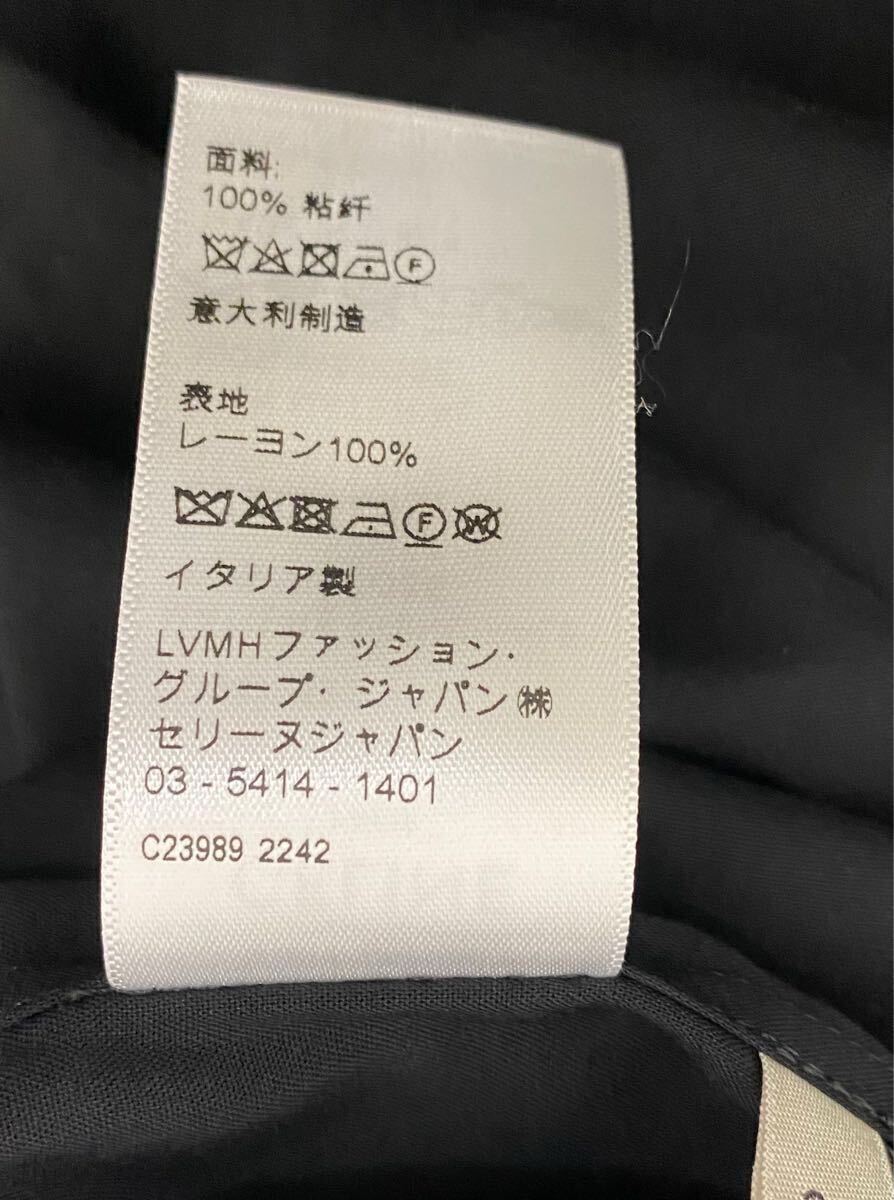 面料:
100% 粘纤
F
意大利制造
表地
レーヨン100%
F W
イタリア製
LVMHファッション・
グループ・ジャパン㈱
セリーヌジャパン
03 - 5414 - 1401
C23989 2242